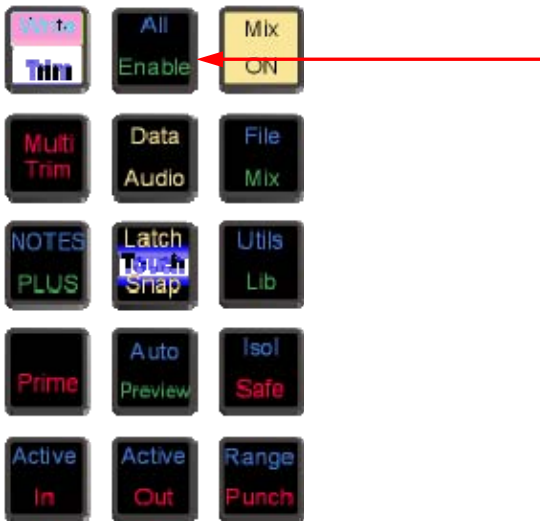 Write
Trim
All
Enable
Mix
ON
Multi
Trim
Data
Audio
File
Mix
NOTES
PLUS
Latch
Touch
Snap
Utils
Lib
Prime
Auto
Preview
Isol
Safe
Active
In
Active
Out
Range
Punch